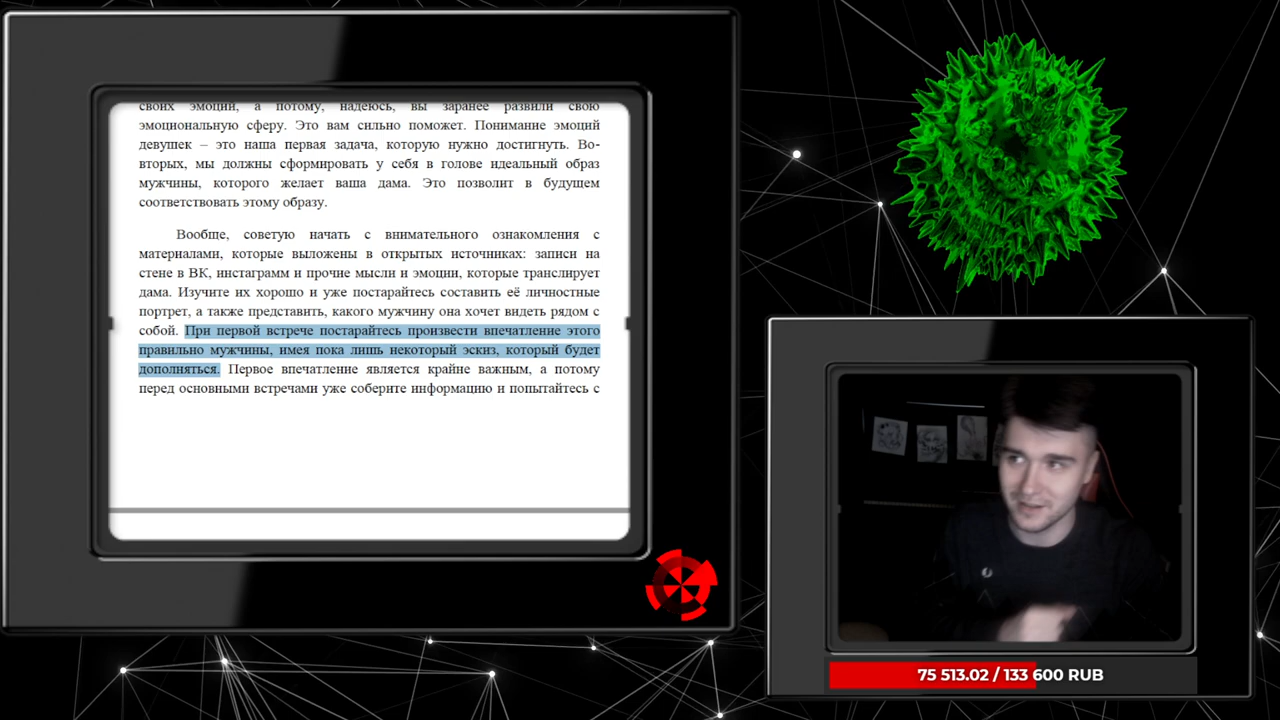 своих эмоций, а потому, надеюсь, вы заранее развили свою
эмоциональную сферу. Это вам сильно поможет. Понимание эмоций
девушек – это наша первая задача, которую нужно достигнуть. Во-
вторых, мы должны сформировать у себя в голове идеальный образ
мужчины, которого желает ваша дама. Это позволит в будущем
соответствовать этому образу.
Вообще, советую начать с внимательного ознакомления с
материалами, которые выложены в открытых источниках: записи на
стене в ВК, инстаграмм и прочие мысли и эмоции, которые транслирует
дама. Изучите их хорошо и уже постарайтесь составить её личностные
портрет, а также представить, какого мужчину она хочет видеть рядом с
собой. При первой встрече постарайтесь произвести впечатление этого
правильно мужчины, имея пока лишь некоторый эскиз, который будет
дополняться. Первое впечатление является крайне важным, а потому
перед основными встречами уже соберите информацию и попытайтесь с
75 513.02 / 133 600 RUB